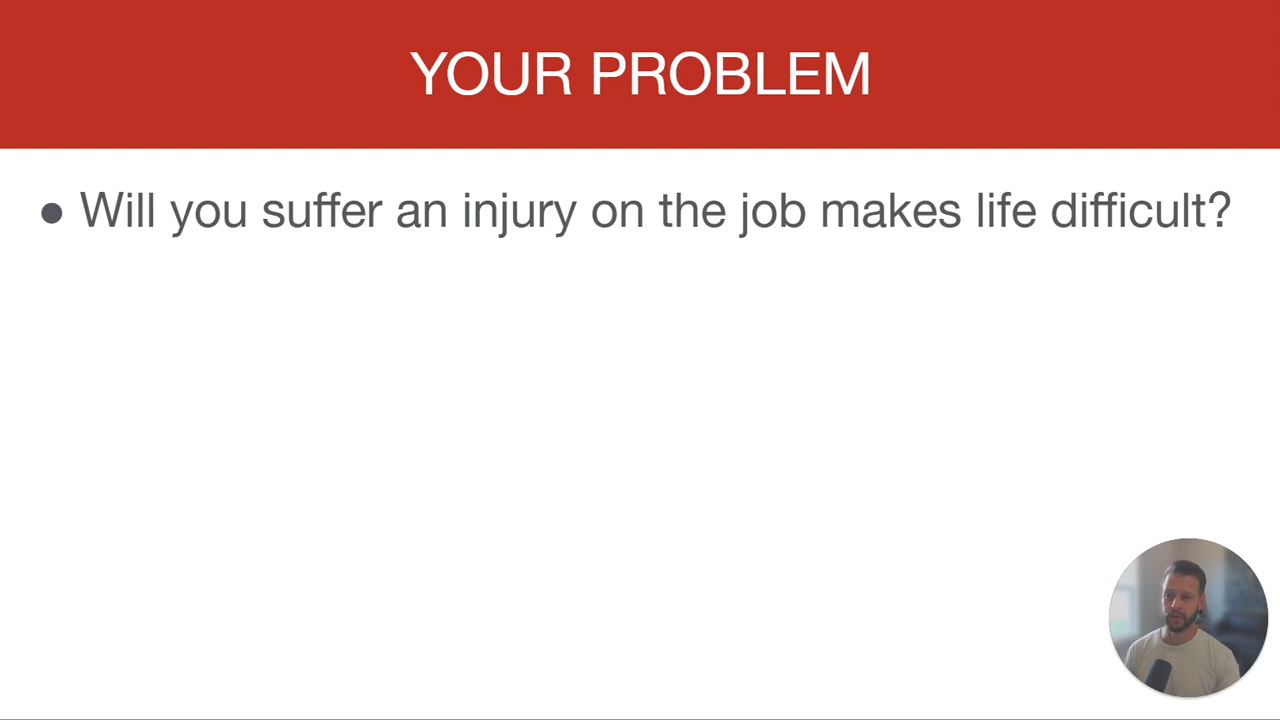 YOUR PROBLEM
● Will you suffer an injury on the job makes life difficult?